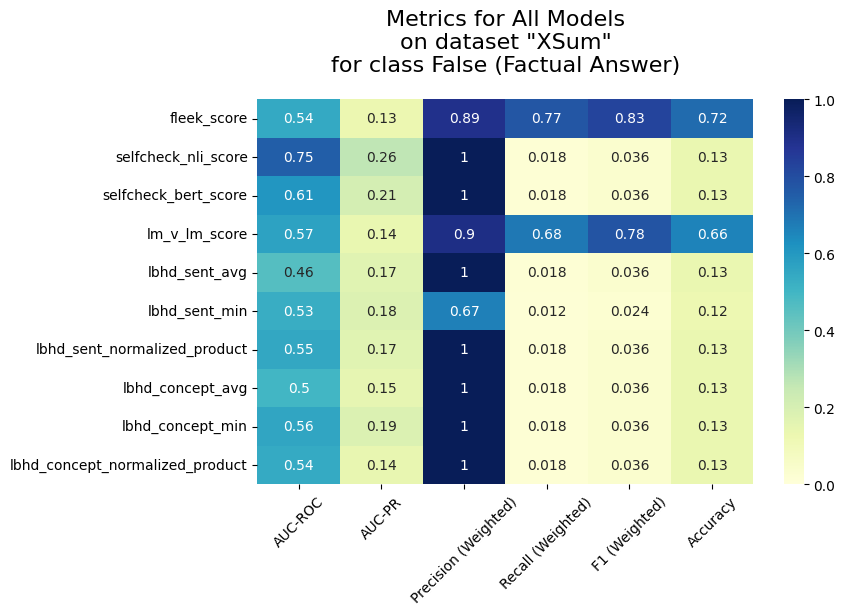 Metrics for All Models
on dataset "XSum"
for class False (Factual Answer)
fleek_score 0.54 0.13 0.89 0.77 0.83 0.72
selfcheck_nli_score 0.75 0.26 1 0.018 0.036 0.13
selfcheck_bert_score 0.61 0.21 1 0.018 0.036 0.13
lm_v_lm_score 0.57 0.14 0.9 0.68 0.78 0.66
lbhd_sent_avg 0.46 0.17 1 0.018 0.036 0.13
lbhd_sent_min 0.53 0.18 0.67 0.012 0.024 0.12
lbhd_sent_normalized_product 0.55 0.17 1 0.018 0.036 0.13
lbhd_concept_avg 0.5 0.15 1 0.018 0.036 0.13
lbhd_concept_min 0.56 0.19 1 0.018 0.036 0.13
lbhd_concept_normalized_product 0.54 0.14 1 0.018 0.036 0.13
AUC-ROC AUC-PR Precision (Weighted) Recall (Weighted) F1 (Weighted) Accuracy
1.0
0.8
0.6
0.4
0.2
0.0